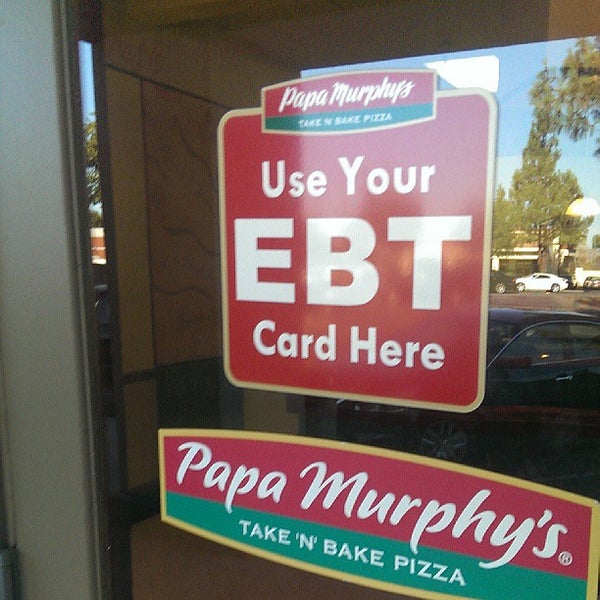 Papa Murphy's
TAKE 'N' BAKE PIZZA
Use Your
EBT
Card Here
Papa Murphy's®
TAKE 'N' BAKE PIZZA